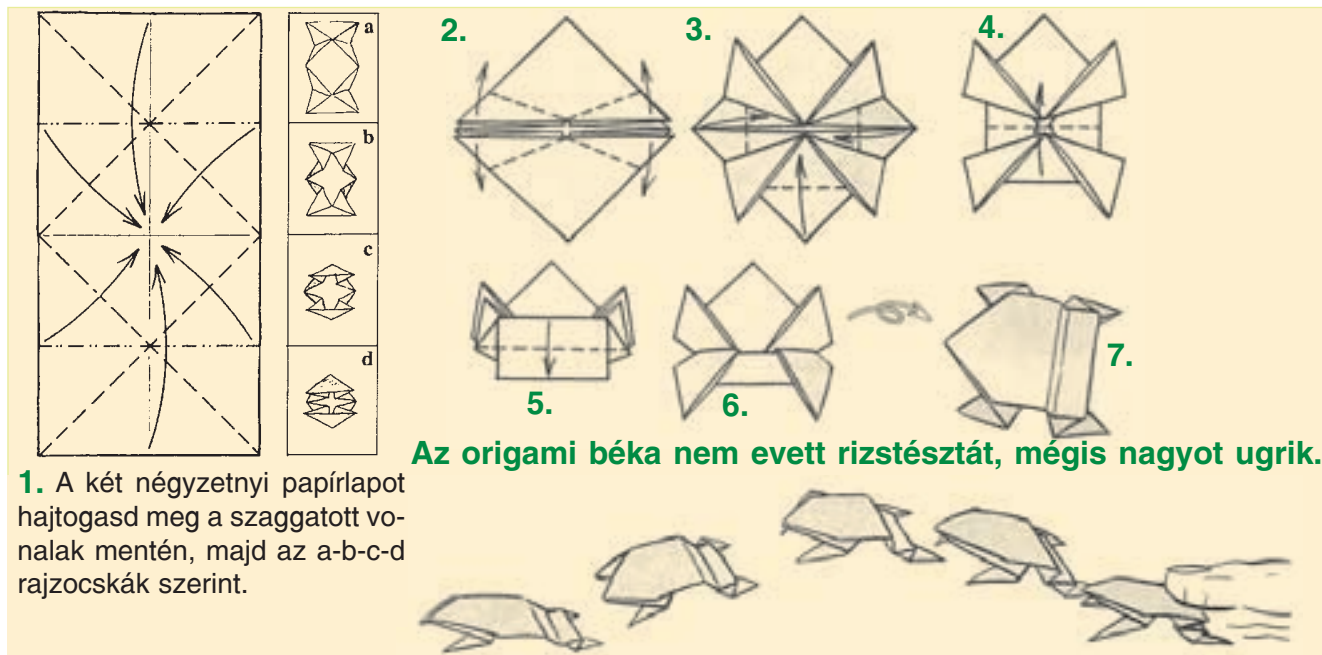 a
b
c
d
2.
3.
4.
5.
6.
7.
Az origami béka nem evett rizstésztát, mégis nagyot ugrik.
1. A két négyzetnyi papírlapot
hajtogasd meg a szaggatott vo-
nalak mentén, majd az a-b-c-d
rajzocskák szerint.